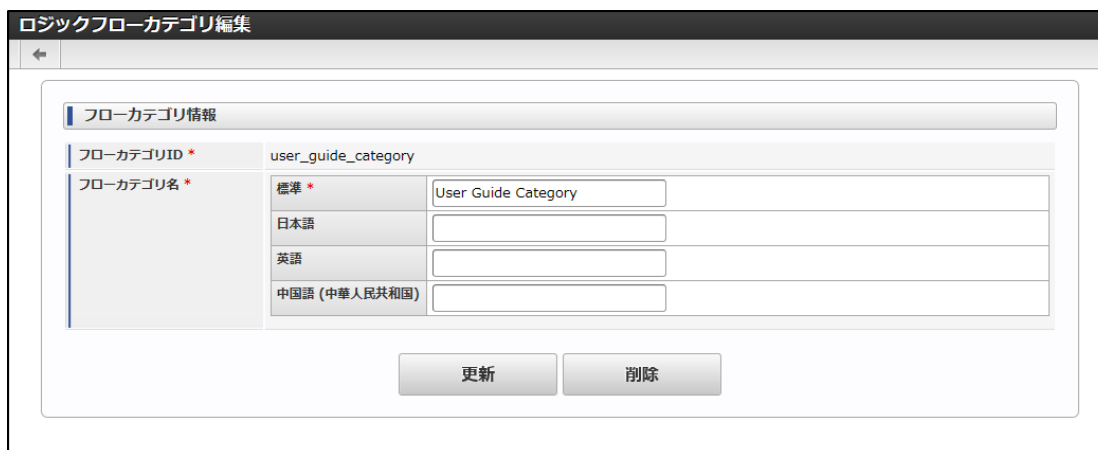 ロジックフローカテゴリ編集
フローカテゴリ情報
フローカテゴリID * user_guide_category
フローカテゴリ名 * 標準 * User Guide Category
日本語
英語
中国語 (中華人民共和国)
更新 削除